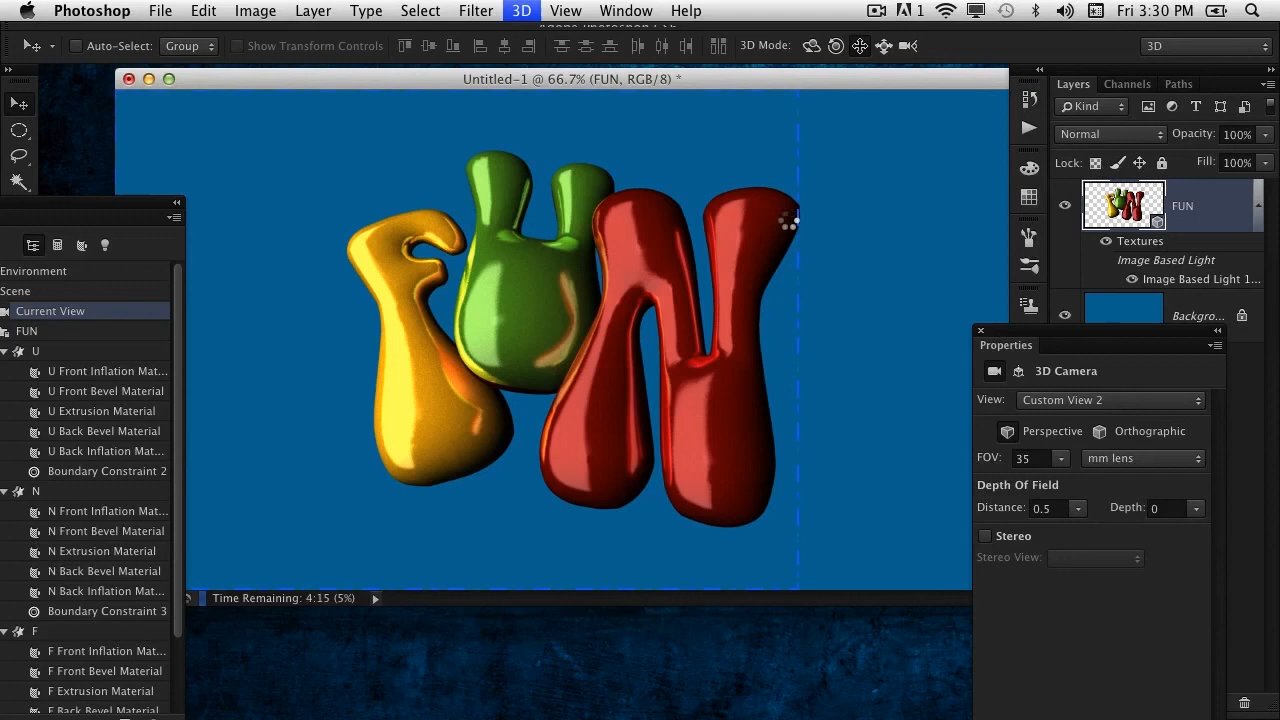 Photoshop File Edit Image Layer Type Select Filter 3D View Window Help 1 Fri 3:30 PM
Auto-Select: Group Show Transform Controls 3D Mode: 3D
Untitled-1 @ 66.7% (FUN, RGB/8) *
Layers Channels Paths
Kind
Normal Opacity: 100%
Lock: Fill: 100%
FUN
Textures
Image Based Light
Image Based Light 1...
Backgro...
FUN
Environment
Scene
Current View
FUN
U
U Front Inflation Mat...
U Front Bevel Material
U Extrusion Material
U Back Bevel Material
U Back Inflation Mat...
Boundary Constraint 2
N
N Front Inflation Mat...
N Front Bevel Material
N Extrusion Material
N Back Bevel Material
N Back Inflation Mat...
Boundary Constraint 3
F
F Front Inflation Mat...
F Front Bevel Material
F Extrusion Material
F Back Bevel Material
Time Remaining: 4:15 (5%)
Properties
3D Camera
View: Custom View 2
Perspective Orthographic
FOV: 35 mm lens
Depth Of Field
Distance: 0.5 Depth: 0
Stereo
Stereo View: